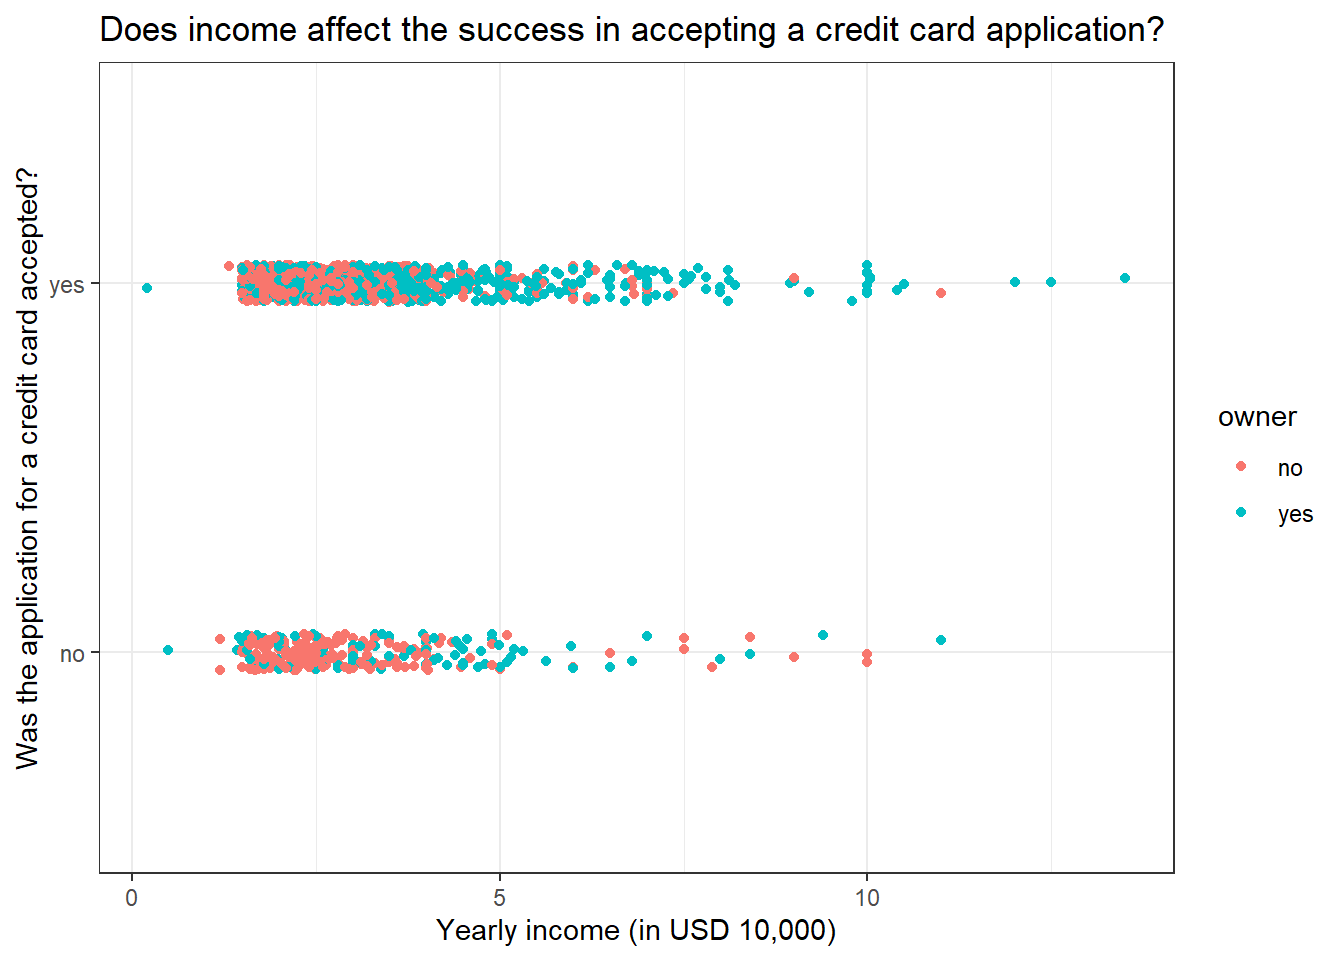 Does income affect the success in accepting a credit card application?
Was the application for a credit card accepted?
yes
no
0
5
10
Yearly income (in USD 10,000)
owner
no
yes